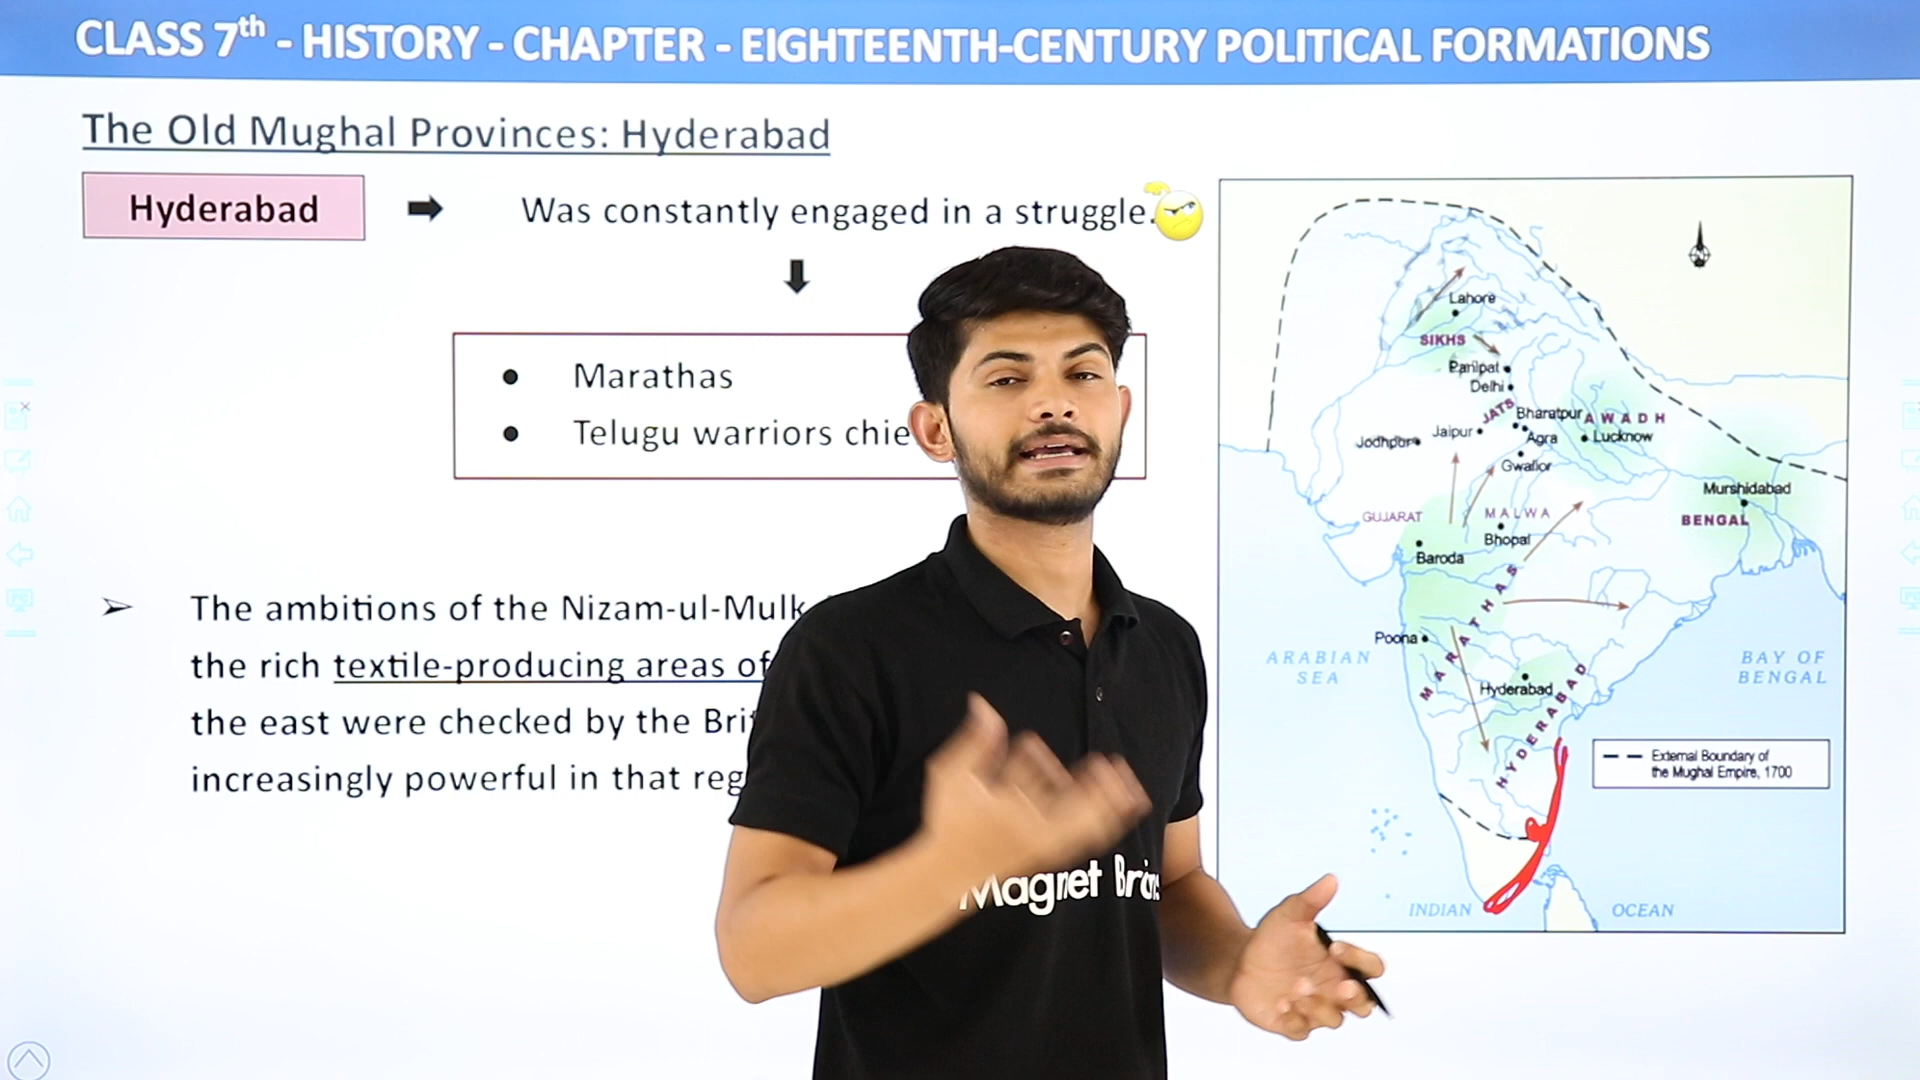 CLASS 7th - HISTORY - CHAPTER - EIGHTEENTH-CENTURY POLITICAL FORMATIONS
The Old Mughal Provinces: Hyderabad
Hyderabad
Was constantly engaged in a struggle.
Marathas
Telugu warriors
The ambitions of the Nizam-ul-Mulk
the rich textile-producing areas of
the east were checked by the
increasingly powerful in that
Magnet
Lahore
SIKHS
Panipat
Delhi
JATS
Bharatpur
AWADH
Jodhpur
Jaipur
Agra
Lucknow
Gwalior
Murshidabad
GUJARAT
MALWA
BENGAL
Bhopal
Baroda
MARATHAS
Poona
ARABIAN
SEA
BAY OF
BENGAL
Hyderabad
HYDERABAD
External Boundary of
the Mughal Empire, 1700
INDIAN OCEAN